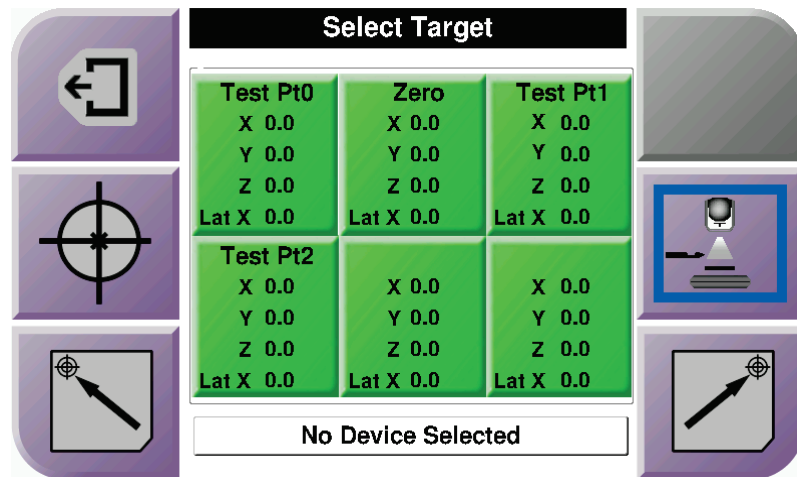 Select Target
Test Pt0 Zero Test Pt1
X 0.0 X 0.0 X 0.0
Y 0.0 Y 0.0 Y 0.0
Z 0.0 Z 0.0 Z 0.0
Lat X 0.0 Lat X 0.0 Lat X 0.0
Test Pt2
X 0.0 X 0.0 X 0.0
Y 0.0 Y 0.0 Y 0.0
Z 0.0 Z 0.0 Z 0.0
Lat X 0.0 Lat X 0.0 Lat X 0.0
No Device Selected